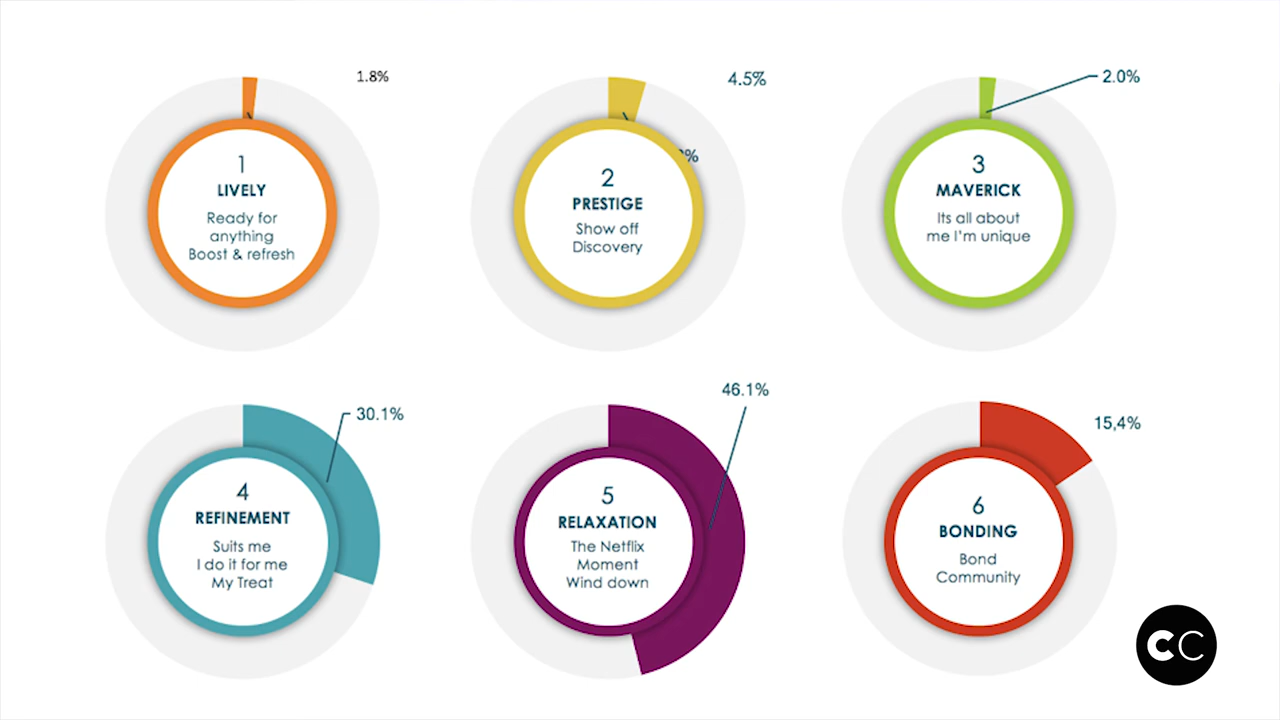 1.8%
1
LIVELY
Ready for
anything
Boost & refresh
4.5%
%
2
PRESTIGE
Show off
Discovery
2.0%
3
MAVERICK
Its all about
me I'm unique
30.1%
4
REFINEMENT
Suits me
I do it for me
My Treat
46.1%
5
RELAXATION
The Netflix
Moment
Wind down
15,4%
6
BONDING
Bond
Community
CC